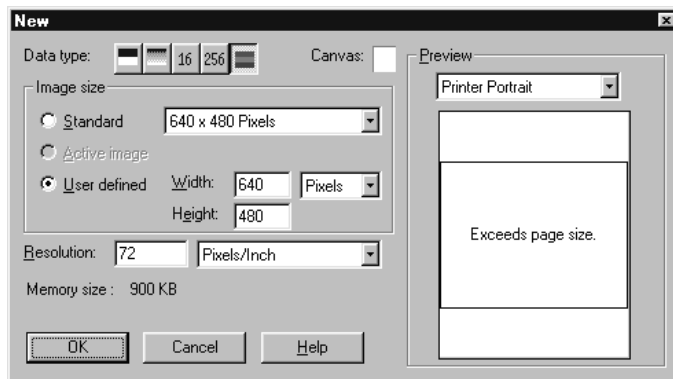 New
Data type:
16
256
Canvas:
Image size
Standard
640 x 480 Pixels
Active image
User defined
Width:
640
Pixels
Height:
480
Resolution:
72
Pixels/Inch
Memory size :
900 KB
OK
Cancel
Help
Preview
Printer Portrait
Exceeds page size.